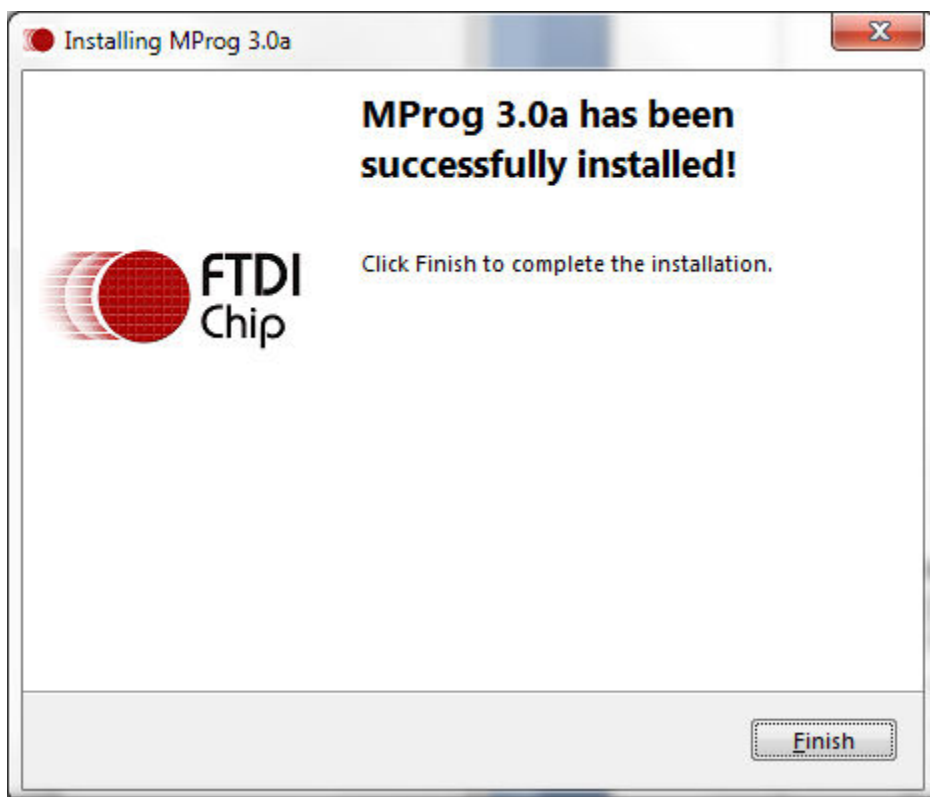 Installing MProg 3.0a
MProg 3.0a has been
successfully installed!
FTDI
Chip
Click Finish to complete the installation.
Finish